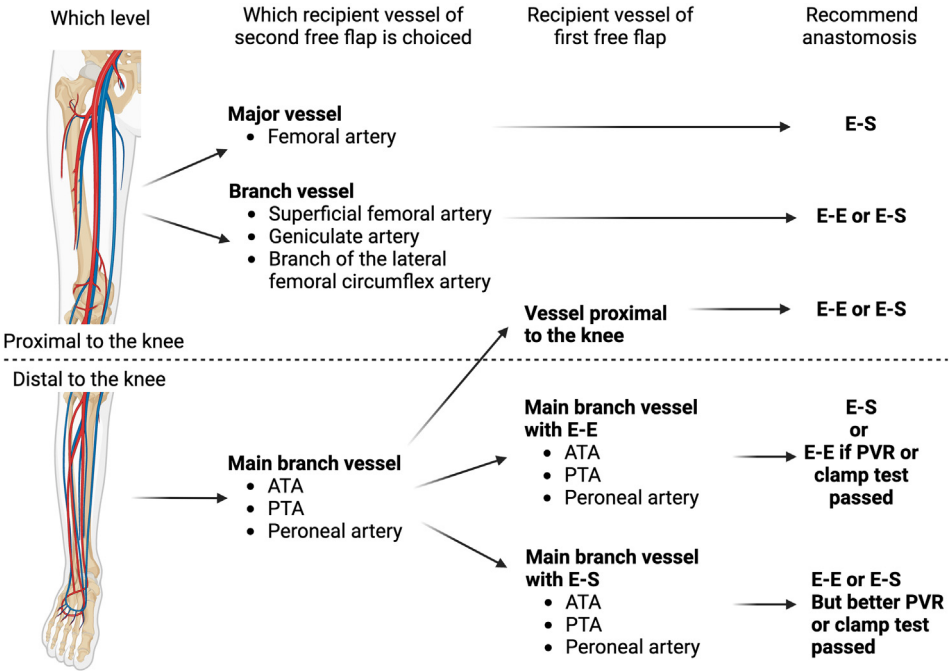 Which level
Which recipient vessel of
second free flap is choiced
Recipient vessel of
first free flap
Recommend
anastomosis
Major vessel
• Femoral artery
E-S
Branch vessel
• Superficial femoral artery
• Geniculate artery
• Branch of the lateral
femoral circumflex artery
E-E or E-S
Vessel proximal
to the knee
E-E or E-S
Proximal to the knee
Distal to the knee
Main branch vessel
• ATA
• PTA
• Peroneal artery
Main branch vessel
with E-E
• ATA
• PTA
• Peroneal artery
E-S
or
E-E if PVR or
clamp test
passed
Main branch vessel
with E-S
• ATA
• PTA
• Peroneal artery
E-E or E-S
But better PVR
or clamp test
passed